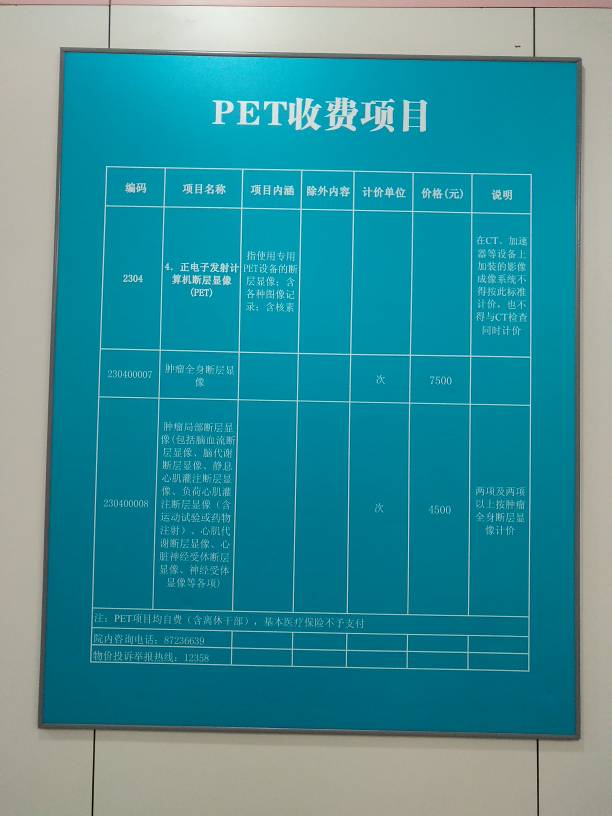 PET收费项目
编码 项目名称 项目内涵 除外内容 计价单位 价格(元) 说明
2304
4．正电子发射计
算机断层显像
(PET)
指使用专用
PET设备的断
层显像；含
各种图像记
录；含核素
在CT、加速
器等设备上
加装的影像
成像系统不
得按此标准
计价，也不
得与CT检查
同时计价
230400007
肿瘤全身断层显
像
次
7500
230400008
肿瘤局部断层显
像(包括脑血流断
层显像、脑代谢
断层显像、静息
心肌灌注断层显
像、负荷心肌灌
注断层显像（含
运动试验或药物
注射）、心肌代
谢断层显像、心
脏神经受体断层
显像、神经受体
显像等各项)
次
4500
两项及两项
以上按肿瘤
全身断层显
像计价
注：PET项目均自费（含离休干部），基本医疗保险不予支付
院内咨询电话：87236639
物价投诉举报热线：12358